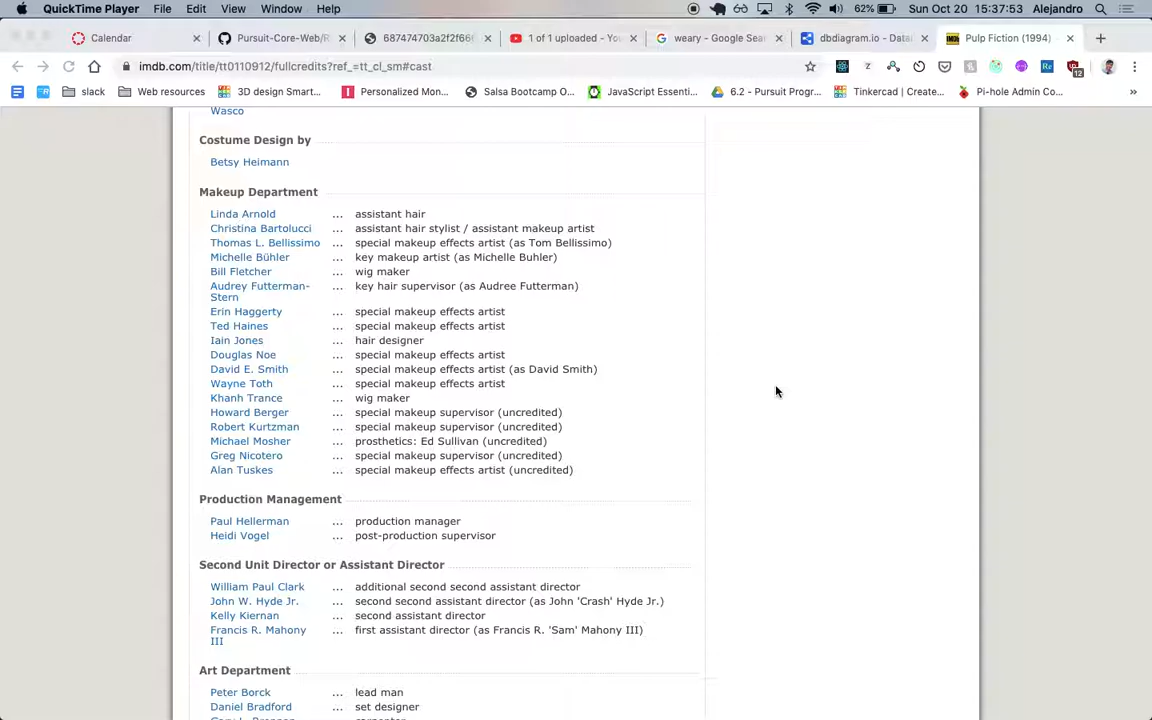 QuickTime Player File Edit View Window Help 62% Sun Oct 20 15:37:53 Alejandro
Calendar Pursuit-Core-Web/R 687474703a2f2f66 1 of 1 uploaded - You weary - Google Sea dbdiagram.io - Data Pulp Fiction (1994)
imdb.com/title/tt0110912/fullcredits?ref_=tt_cl_sm#cast 12
slack Web resources 3D design Smart... Personalized Mon... Salsa Bootcamp O... JavaScript Essenti... 6.2 - Pursuit Progr... Tinkercad | Create... Pi-hole Admin Co... »
Wasco
Costume Design by
Betsy Heimann
Makeup Department
Linda Arnold ... assistant hair
Christina Bartolucci ... assistant hair stylist / assistant makeup artist
Thomas L. Bellissimo ... special makeup effects artist (as Tom Bellissimo)
Michelle Bühler ... key makeup artist (as Michelle Buhler)
Bill Fletcher ... wig maker
Audrey Futterman- ... key hair supervisor (as Audree Futterman)
Stern
Erin Haggerty ... special makeup effects artist
Ted Haines ... special makeup effects artist
Iain Jones ... hair designer
Douglas Noe ... special makeup effects artist
David E. Smith ... special makeup effects artist (as David Smith)
Wayne Toth ... special makeup effects artist
Khanh Trance ... wig maker
Howard Berger ... special makeup supervisor (uncredited)
Robert Kurtzman ... special makeup supervisor (uncredited)
Michael Mosher ... prosthetics: Ed Sullivan (uncredited)
Greg Nicotero ... special makeup supervisor (uncredited)
Alan Tuskes ... special makeup effects artist (uncredited)
Production Management
Paul Hellerman ... production manager
Heidi Vogel ... post-production supervisor
Second Unit Director or Assistant Director
William Paul Clark ... additional second second assistant director
John W. Hyde Jr. ... second second assistant director (as John 'Crash' Hyde Jr.)
Kelly Kiernan ... second assistant director
Francis R. Mahony ... first assistant director (as Francis R. 'Sam' Mahony III)
III
Art Department
Peter Borck ... lead man
Daniel Bradford ... set designer